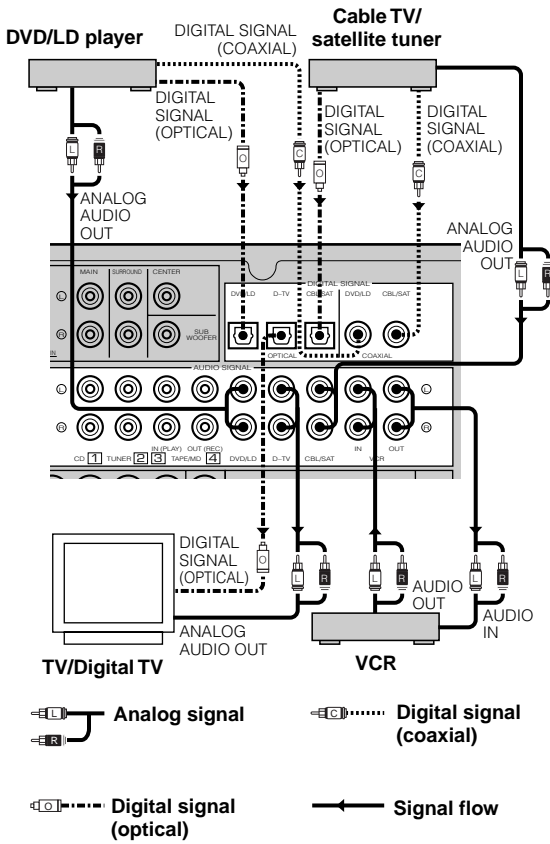 DVD/LD player
DIGITAL SIGNAL
(COAXIAL)
Cable TV/
satellite tuner
DIGITAL
SIGNAL
(OPTICAL)
DIGITAL
SIGNAL
(OPTICAL)
DIGITAL
SIGNAL
(COAXIAL)
L R
O
C
O
C
ANALOG
AUDIO
OUT
ANALOG
AUDIO
OUT
L R
MAIN SURROUND CENTER
L
R
SUB
WOOFER
IN
DIGITAL SIGNAL
DVD/LD D–TV CBL/SAT DVD/LD CBL/SAT
OPTICAL COAXIAL
AUDIO SIGNAL
L L
R R
IN (PLAY) OUT (REC) IN OUT
CD 1 TUNER 2 3 TAPE/MD 4 DVD/LD D–TV CBL/SAT VCR
DIGITAL
SIGNAL
(OPTICAL)
O
L R
L R
L R
ANALOG
AUDIO OUT
AUDIO
OUT
AUDIO
IN
TV/Digital TV
VCR
L Analog signal
R
C Digital signal
(coaxial)
O Digital signal
(optical)
Signal flow